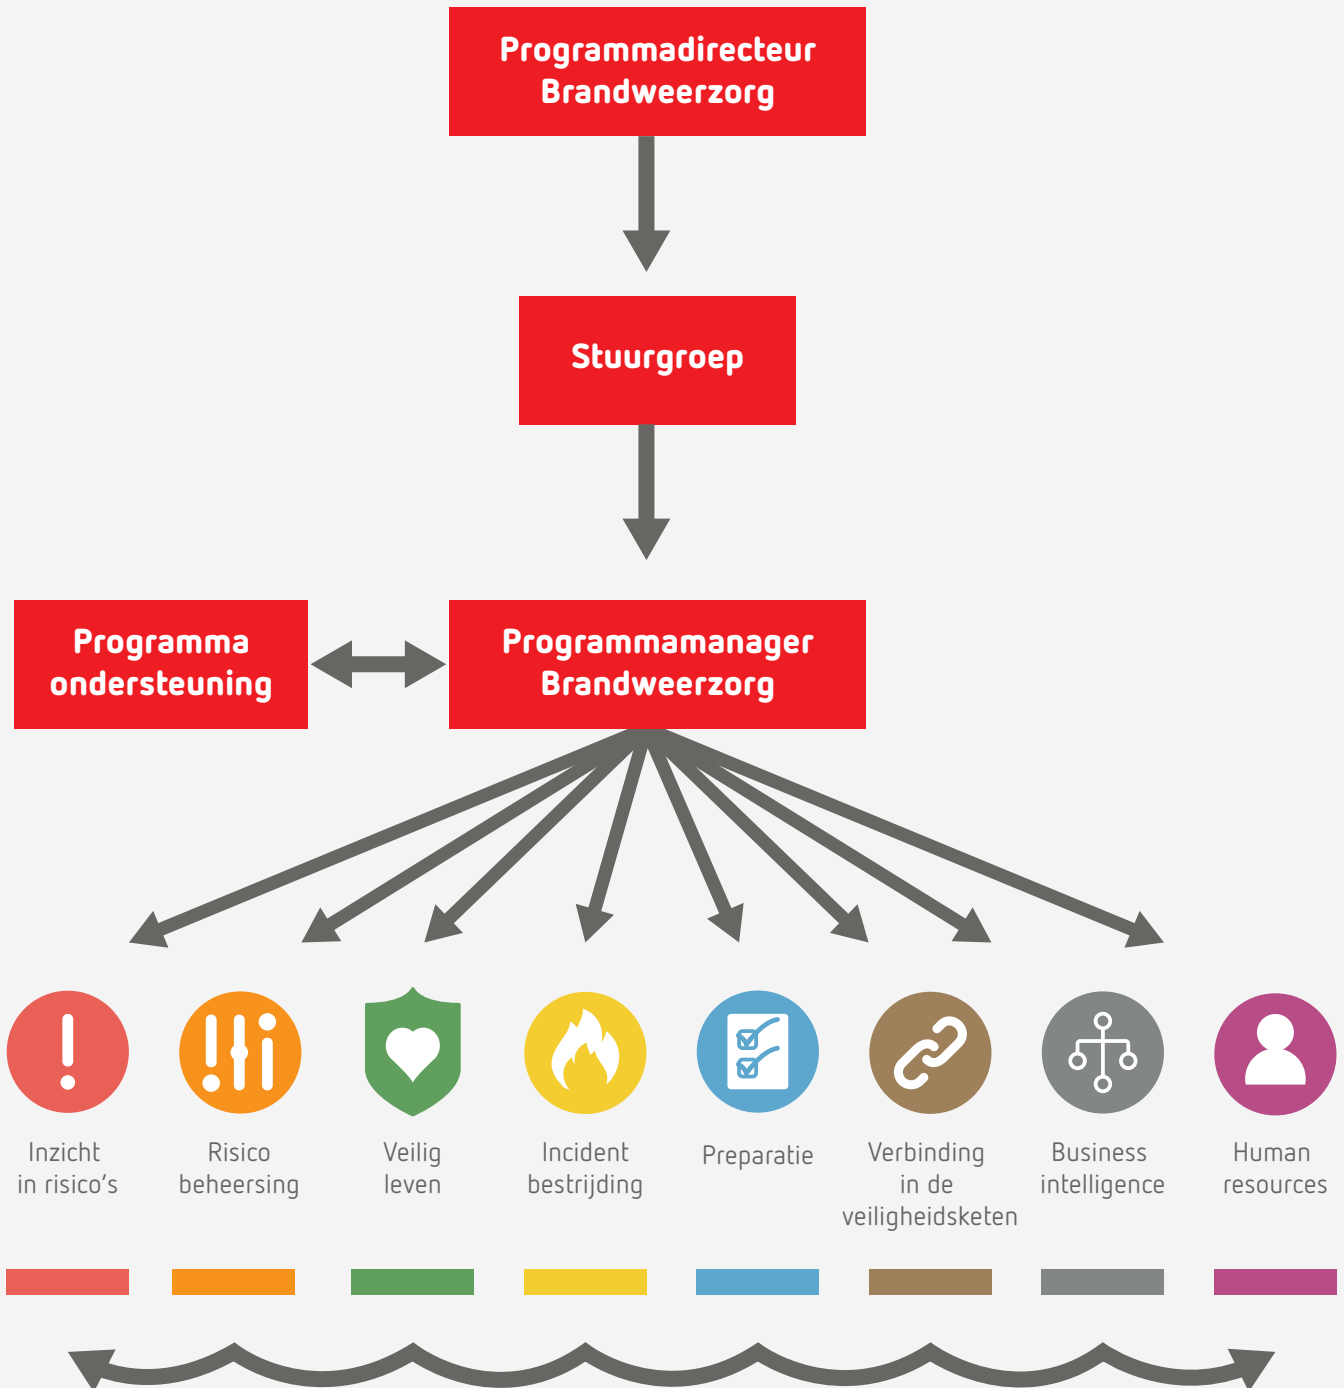 Programmadirecteur
Brandweerzorg
Stuurgroep
Programma
ondersteuning
Programmamanager
Brandweerzorg
Inzicht
in risico's
Risico
beheersing
Veilig
leven
Incident
bestrijding
Preparatie
Verbinding
in de
veiligheidsketen
Business
intelligence
Human
resources